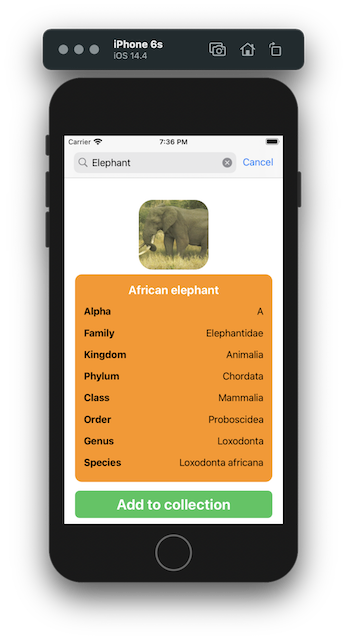 iPhone 6s
iOS 14.4
Carrier 7:36 PM
Elephant Cancel
African elephant
Alpha A
Family Elephantidae
Kingdom Animalia
Phylum Chordata
Class Mammalia
Order Proboscidea
Genus Loxodonta
Species Loxodonta africana
Add to collection